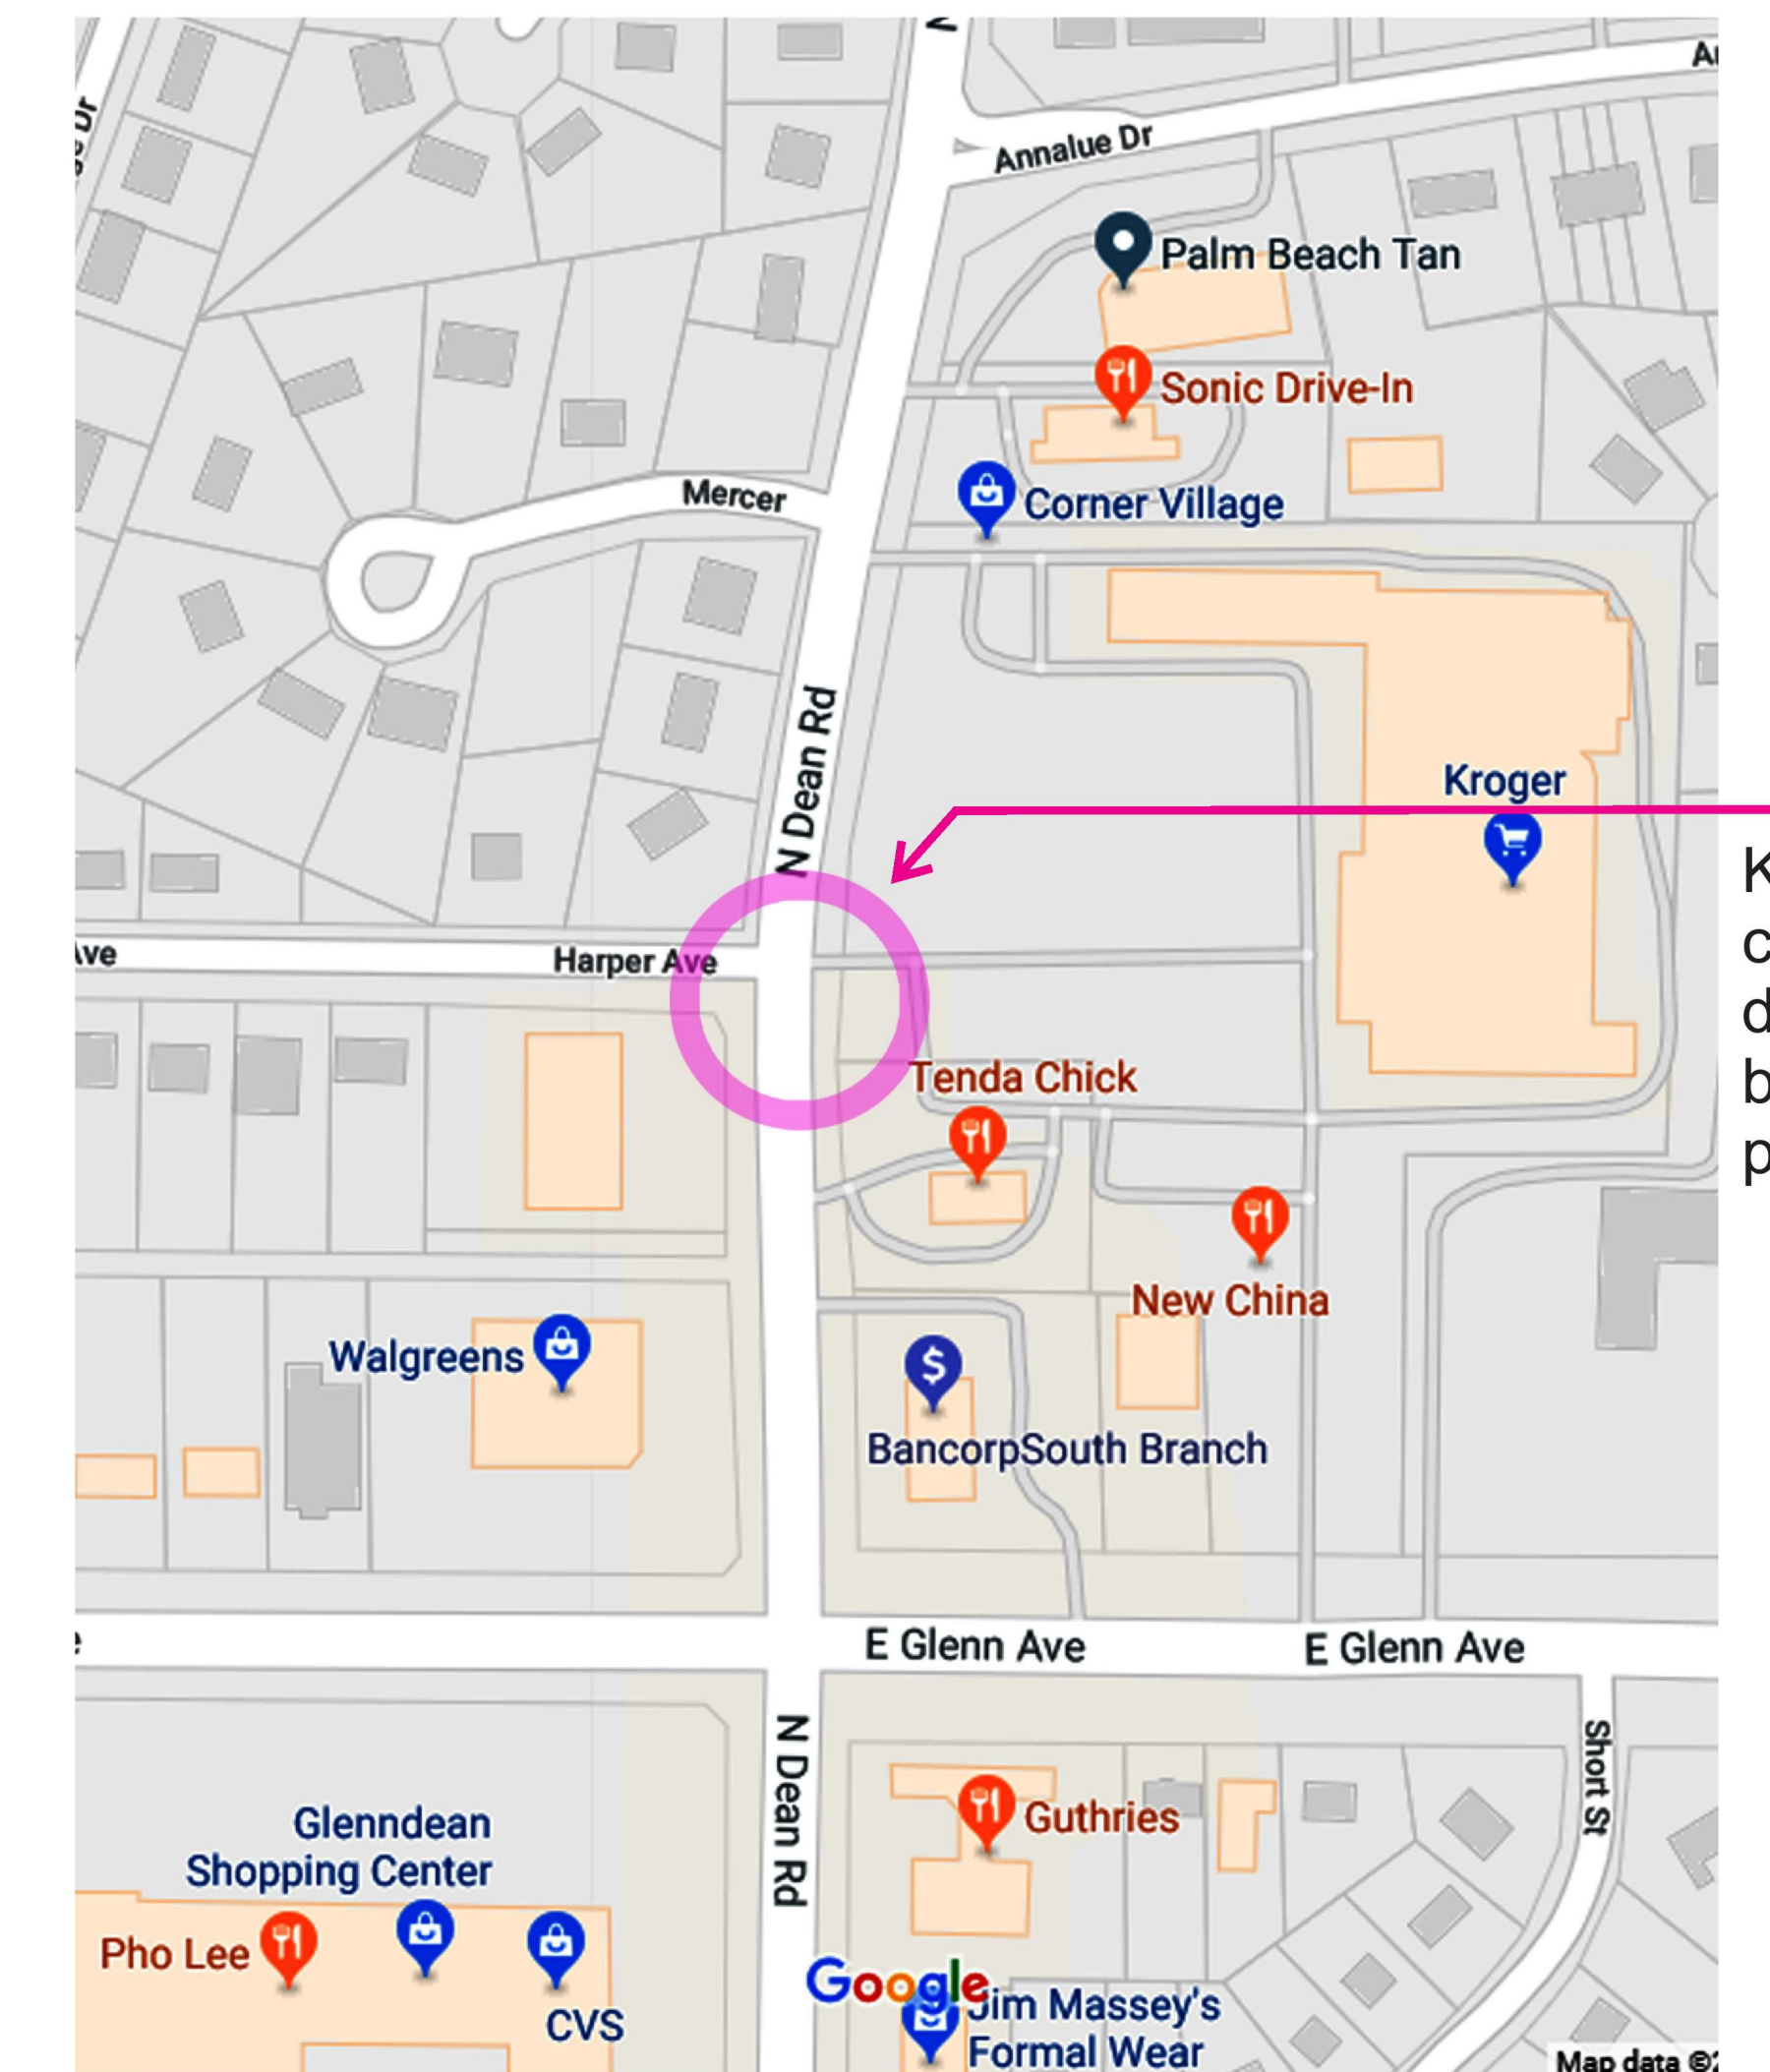 Annalue Dr
Palm Beach Tan
Sonic Drive-In
Mercer
Corner Village
N Dean Rd
Kroger
Harper Ave
Tenda Chick
New China
Walgreens
BancorpSouth Branch
E Glenn Ave
E Glenn Ave
N Dean Rd
Short St
Glenndean
Shopping Center
Guthries
Pho Lee
CVS
Google
Jim Massey's
Formal Wear
Map data ©